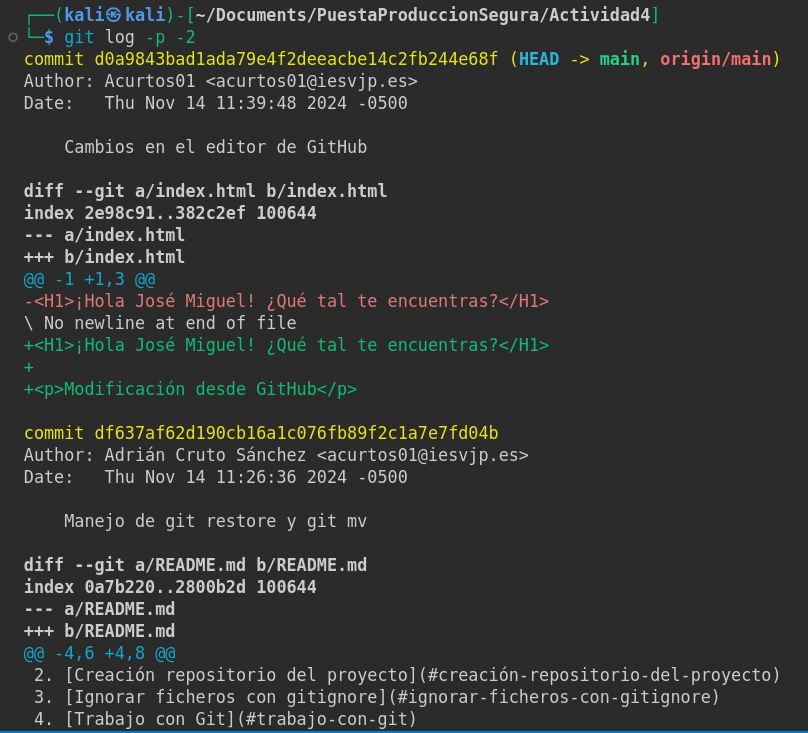 ┌──(kali㉿kali)-[~/Documents/PuestaProduccionSegura/Actividad4]
└─$ git log -p -2
commit d0a9843bad1ada79e4f2deeacbe14c2fb244e68f (HEAD -> main, origin/main)
Author: Acurtos01 <acurtos01@iesvjp.es>
Date:   Thu Nov 14 11:39:48 2024 -0500

    Cambios en el editor de GitHub

diff --git a/index.html b/index.html
index 2e98c91..382c2ef 100644
--- a/index.html
+++ b/index.html
@@ -1 +1,3 @@
-<H1>¡Hola José Miguel! ¿Qué tal te encuentras?</H1>
\ No newline at end of file
+<H1>¡Hola José Miguel! ¿Qué tal te encuentras?</H1>
+
+<p>Modificación desde GitHub</p>

commit df637af62d190cb16a1c076fb89f2c1a7e7fd04b
Author: Adrián Cruto Sánchez <acurtos01@iesvjp.es>
Date:   Thu Nov 14 11:26:36 2024 -0500

    Manejo de git restore y git mv

diff --git a/README.md b/README.md
index 0a7b220..2800b2d 100644
--- a/README.md
+++ b/README.md
@@ -4,6 +4,8 @@
 2. [Creación repositorio del proyecto](#creación-repositorio-del-proyecto)
 3. [Ignorar ficheros con gitignore](#ignorar-ficheros-con-gitignore)
 4. [Trabajo con Git](#trabajo-con-git)